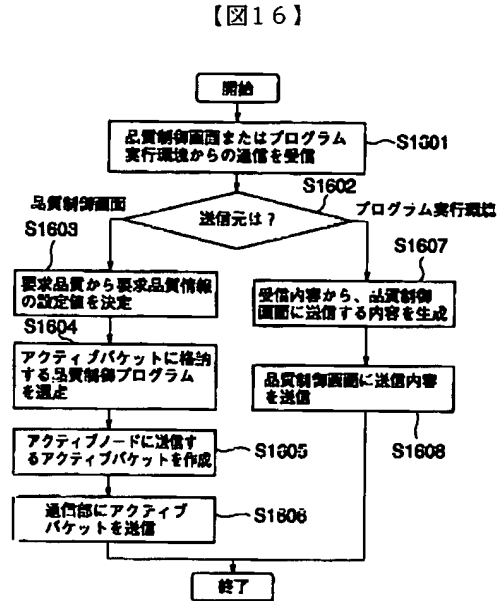 【図16】
開始
品質制御画面またはプログラム
実行環境からの通信を受信
S1601
S1602
送信元は?
品質制御画面
プログラム実行環境
S1603
要求品質から要求品質情報
の設定値を決定
S1607
受信内容から、品質制御
画面に送信する内容を生成
S1604
アクティブパケットに格納
する品質制御プログラム
を選定
品質制御画面に送信内容
を送信
S1608
アクティブノードに送信す
るアクティブパケットを作成
S1605
通信部にアクティブ
パケットを送信
S1606
終了